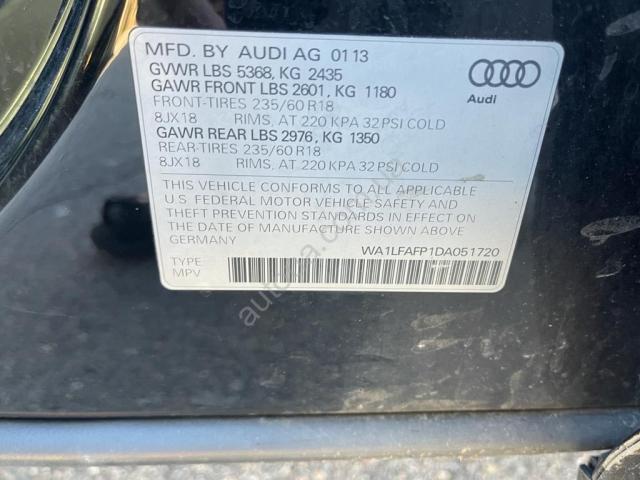 MFD. BY AUDI AG 01 13
GVWR LBS 5368, KG 2435
GAWR FRONT LBS 2601, KG 1180
FRONT-TIRES 235/60 R18
8JX18 RIMS, AT 220 KPA 32 PSI COLD
GAWR REAR LBS 2976, KG 1350
REAR-TIRES 235/60 R18
8JX18 RIMS, AT 220 KPA 32 PSI COLD
Audi
THIS VEHICLE CONFORMS TO ALL APPLICABLE
U.S. FEDERAL MOTOR VEHICLE SAFETY AND
THEFT PREVENTION STANDARDS IN EFFECT ON
THE DATE OF MANUFACTURE SHOWN ABOVE.
GERMANY
WA1LFAFP1DA051720
TYPE
MPV